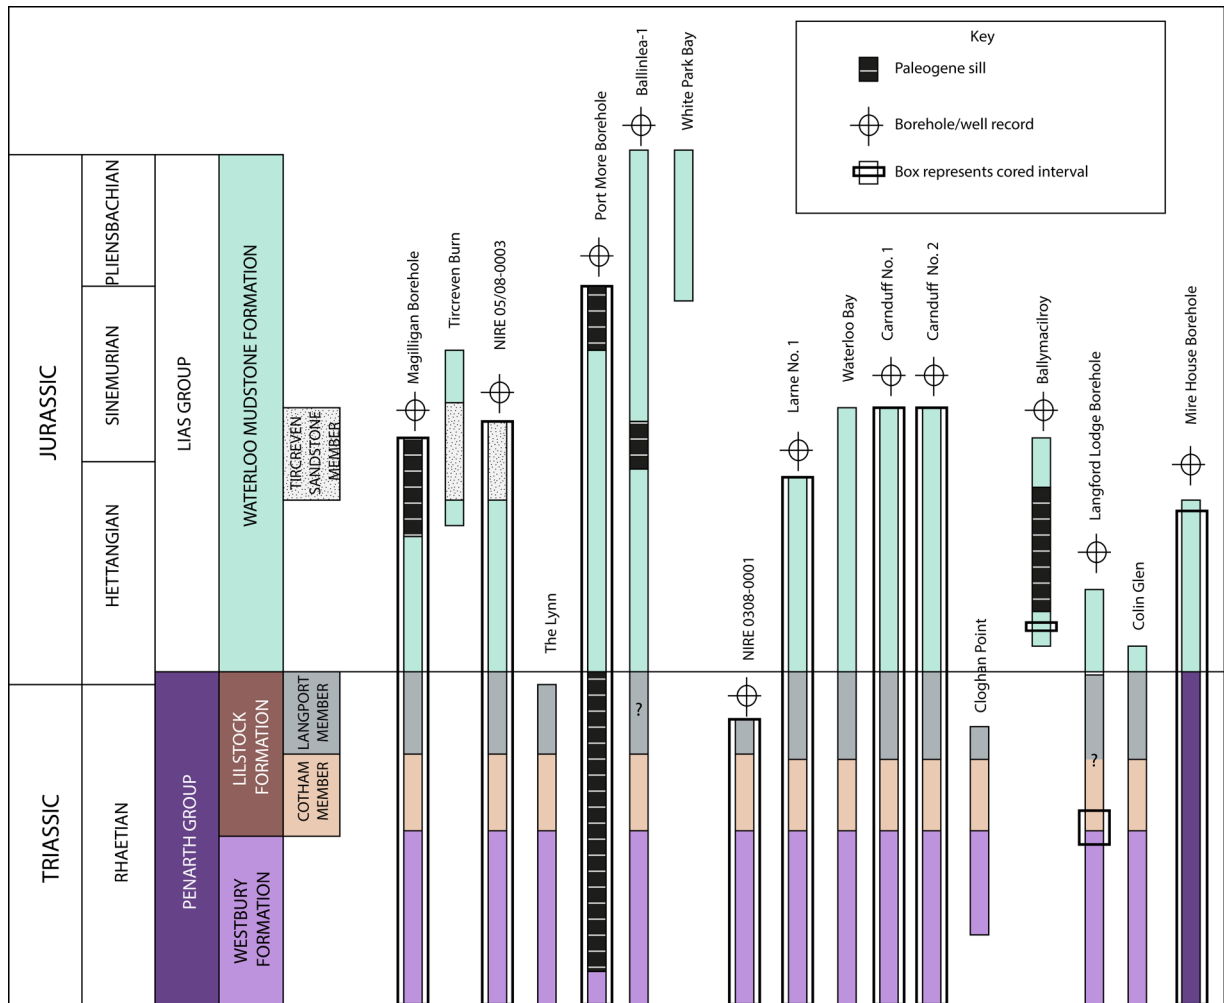 Key
Paleogene sill
Borehole/well record
Box represents cored interval
JURASSIC
TRIASSIC
PLIENSBACHIAN
SINEMURIAN
HETTANGIAN
RHAETIAN
LIAS GROUP
PENARTH GROUP
WATERLOO MUDSTONE FORMATION
LILSTOCK
FORMATION
WESTBURY
FORMATION
TIRCREVEN
SANDSTONE
MEMBER
LANGPORT
MEMBER
COTHAM
MEMBER
Magilligan Borehole
Tircreven Burn
NIRE 05/08-0003
The Lynn
Port More Borehole
Ballinlea-1
?
White Park Bay
NIRE 0308-0001
Larne No. 1
Waterloo Bay
Carnduff No. 1
Carnduff No. 2
Cloghan Point
Ballymacilroy
Langford Lodge Borehole
?
Colin Glen
Mire House Borehole